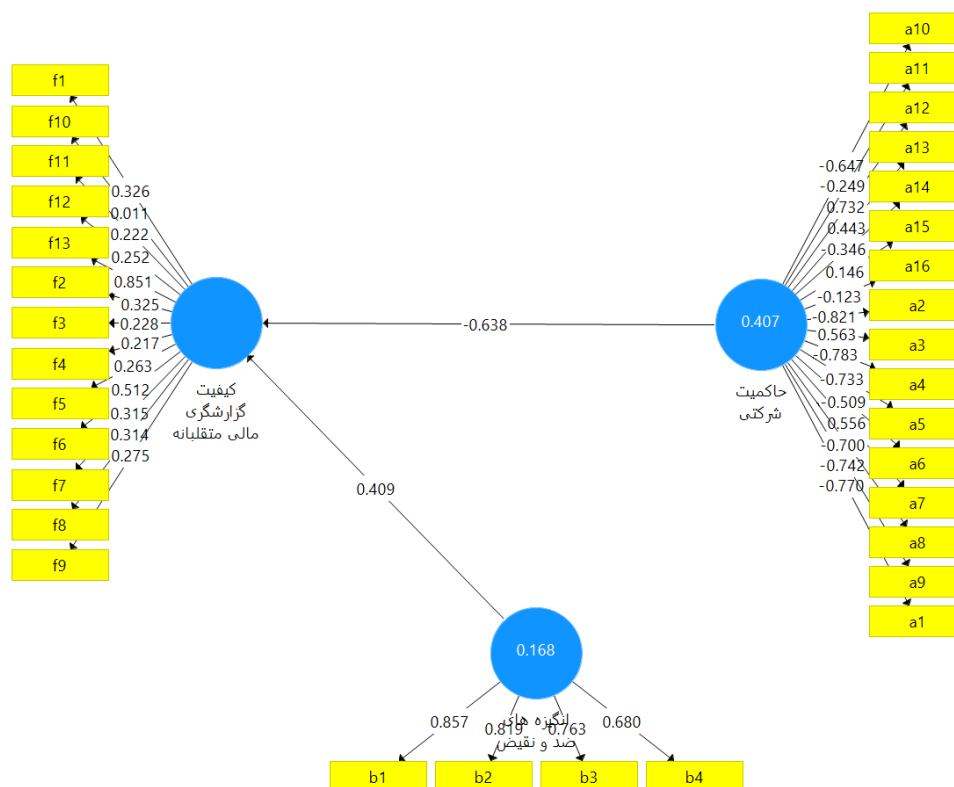 f1
f10
f11
f12
f13
f2
f3
f4
f5
f6
f7
f8
f9
0.326
0.011
0.222
0.252
0.851
0.325
0.228
0.217
0.263
0.512
0.315
0.314
0.275
کیفیت
گزارشگری
مالی متقلبانه
-0.638
0.409
0.407
حاکمیت
شرکتی
-0.647
-0.249
0.732
0.443
-0.346
0.146
-0.123
-0.821
0.563
-0.783
-0.733
-0.509
0.556
-0.700
-0.742
-0.770
a10
a11
a12
a13
a14
a15
a16
a2
a3
a4
a5
a6
a7
a8
a9
a1
0.168
انگیزه های
ضد و نقیض
0.857
0.819
0.763
0.680
b1
b2
b3
b4